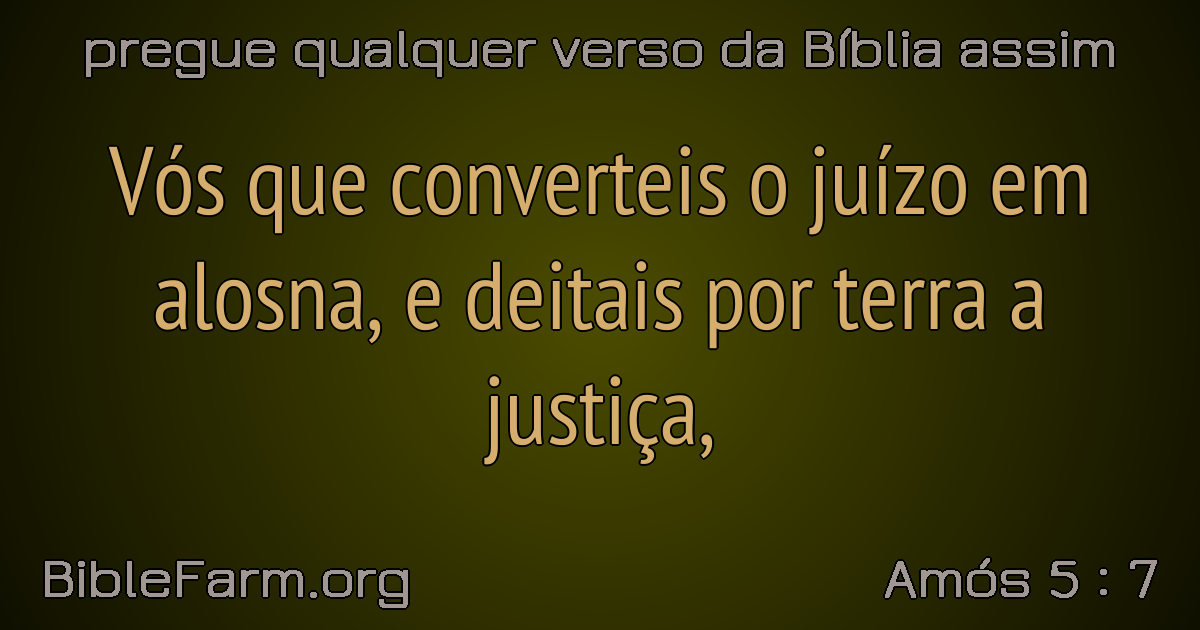 pregue qualquer verso da Bíblia assim
Vós que converteis o juízo em
alosna, e deitais por terra a
justiça,
BibleFarm.org
Amós 5 : 7